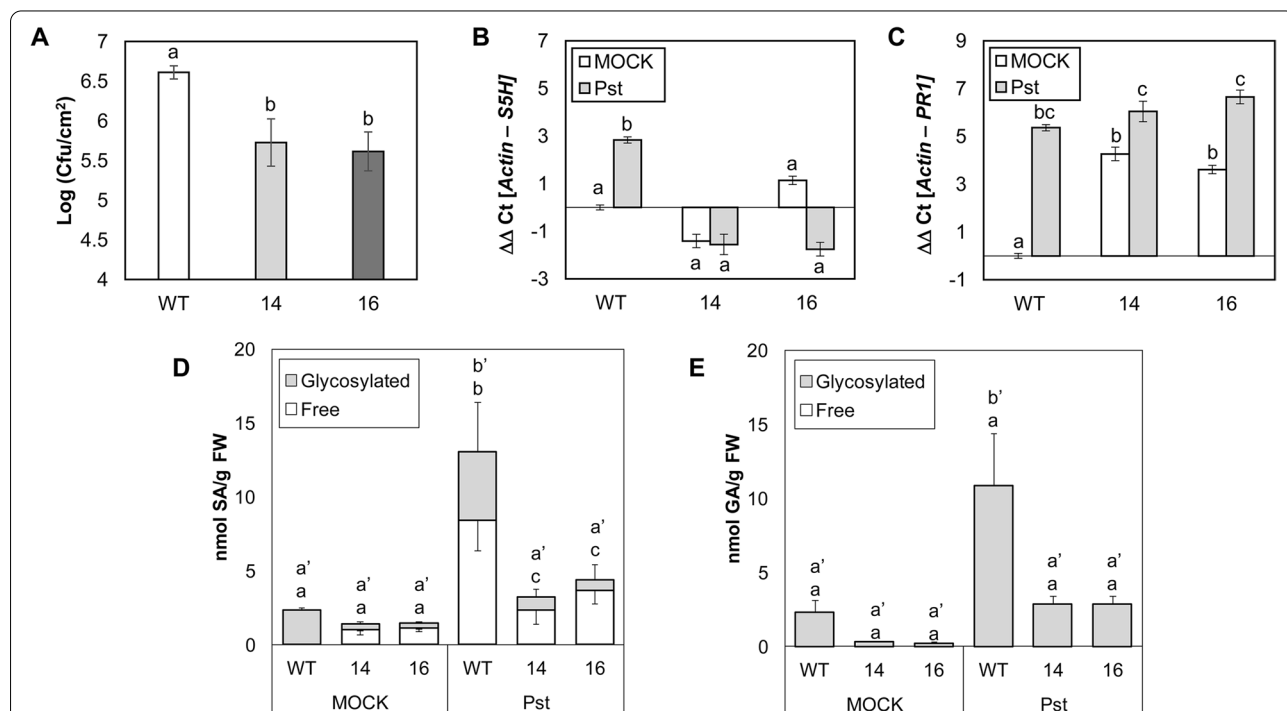 A
Log (Cfu/cm²)
7
6.5
6
5.5
5
4.5
4
a
b
b
WT
14
16
B
ΔΔ Ct [Actin – S5H]
7
5
3
1
-1
-3
MOCK
Pst
a
b
a
a
a
a
WT
14
16
C
ΔΔ Ct [Actin – PR1]
9
7
5
3
1
-1
MOCK
Pst
a
bc
b
c
b
c
WT
14
16
D
nmol SA/g FW
20
15
10
5
0
Glycosylated
Free
a’
a
a’
a
a’
a
b’
b
a’
c
a’
c
WT
14
16
WT
14
16
MOCK
Pst
E
nmol GA/g FW
20
15
10
5
0
Glycosylated
Free
a’
a
a’
a
a’
a
b’
a
a’
a
a’
a
WT
14
16
WT
14
16
MOCK
Pst